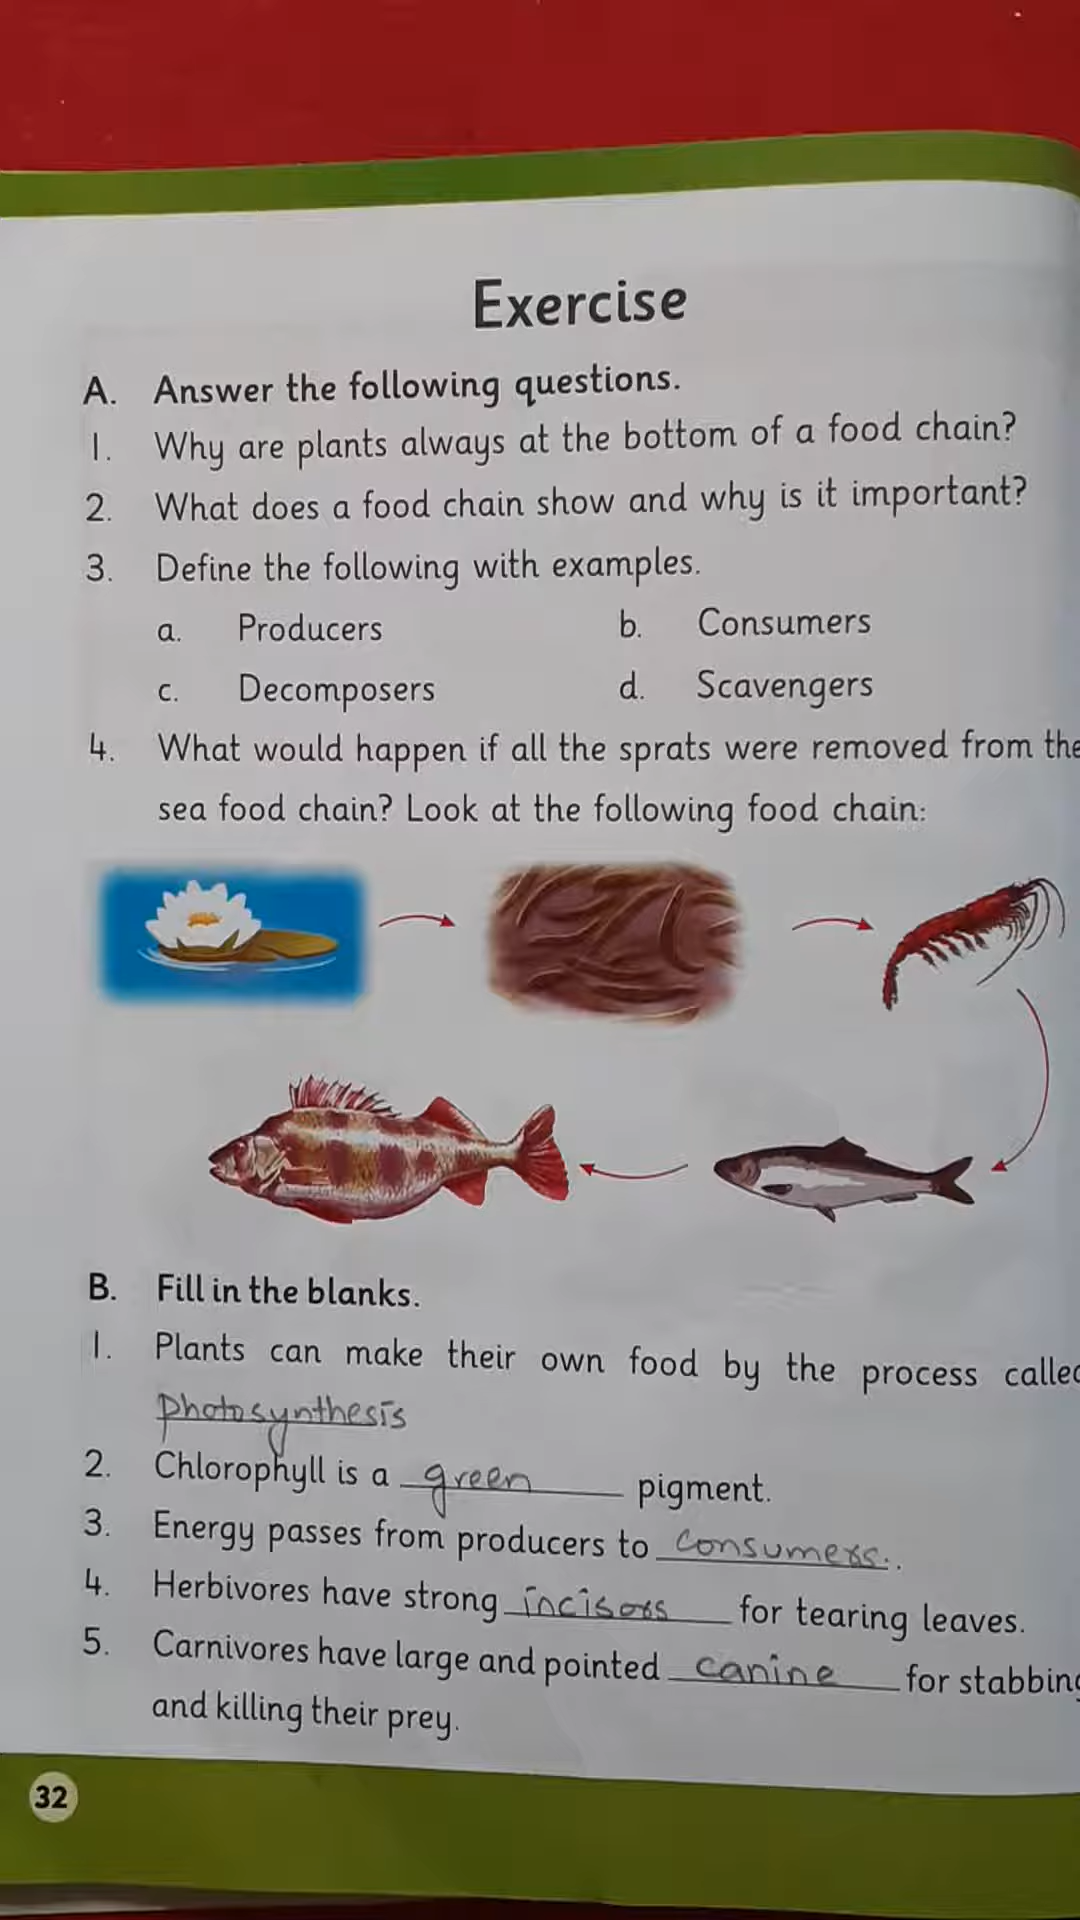 Exercise
A. Answer the following questions.
1. Why are plants always at the bottom of a food chain?
2. What does a food chain show and why is it important?
3. Define the following with examples.
a. Producers b. Consumers
c. Decomposers d. Scavengers
4. What would happen if all the sprats were removed from the
sea food chain? Look at the following food chain:
B. Fill in the blanks.
1. Plants can make their own food by the process called
photosynthesis
2. Chlorophyll is a green pigment.
3. Energy passes from producers to consumers.
4. Herbivores have strong incisors for tearing leaves.
5. Carnivores have large and pointed canine for stabbing
and killing their prey.
32